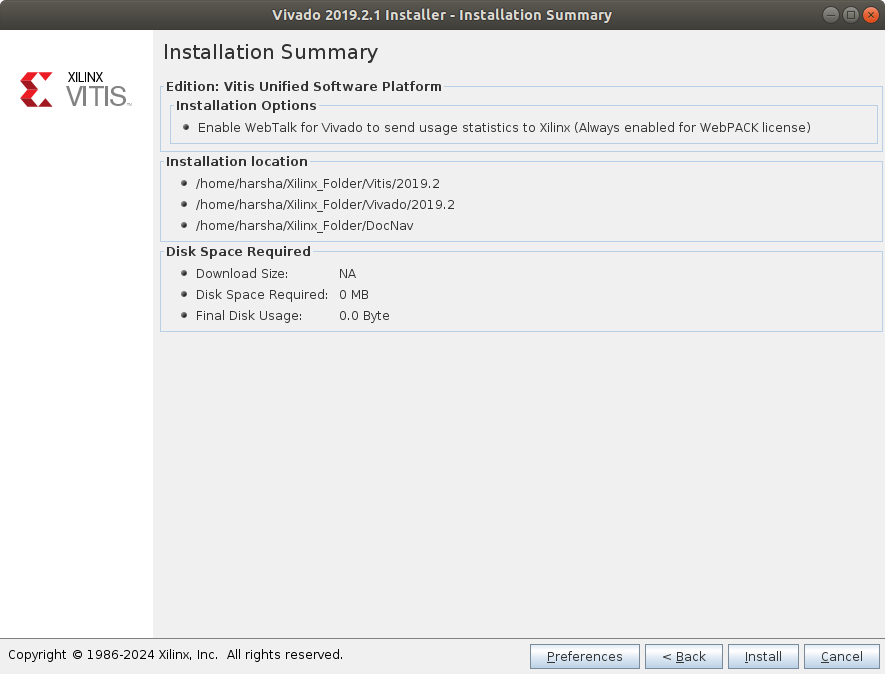 Vivado 2019.2.1 Installer - Installation Summary
XILINX
VITIS™
Installation Summary
Edition: Vitis Unified Software Platform
Installation Options
Enable WebTalk for Vivado to send usage statistics to Xilinx (Always enabled for WebPACK license)
Installation location
/home/harsha/Xilinx_Folder/Vitis/2019.2
/home/harsha/Xilinx_Folder/Vivado/2019.2
/home/harsha/Xilinx_Folder/DocNav
Disk Space Required
Download Size: NA
Disk Space Required: 0 MB
Final Disk Usage: 0.0 Byte
Copyright © 1986-2024 Xilinx, Inc. All rights reserved.
Preferences < Back Install Cancel